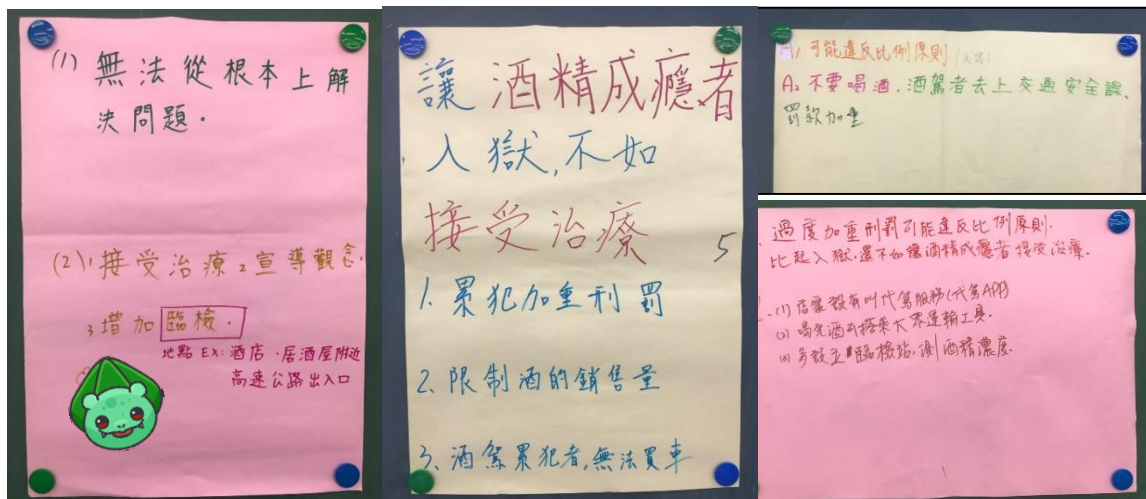 (1) 無法從根本上解
決問題.
(2)1.接受治療 2.宣導觀念.
3 增加 臨檢.
地點 EX:酒店.居酒屋附近
高速公路出入口
讓 酒精成癮者
入獄,不如
接受治療 5
1. 累犯加重刑罰
2. 限制酒的銷售量
3. 酒駕累犯者,無法買車
可能違反比例原則
A2 不要喝酒.酒駕者去上交通安全課、
罰款加重
過度加重刑罰可能違反比例原則.
比起入獄,還不如讓酒精成癮者接受治療.
(1) 店家設有叫代駕服務(代駕APP)
喝完酒可搭乘大眾運輸工具.
多設立臨檢站,測酒精濃度.